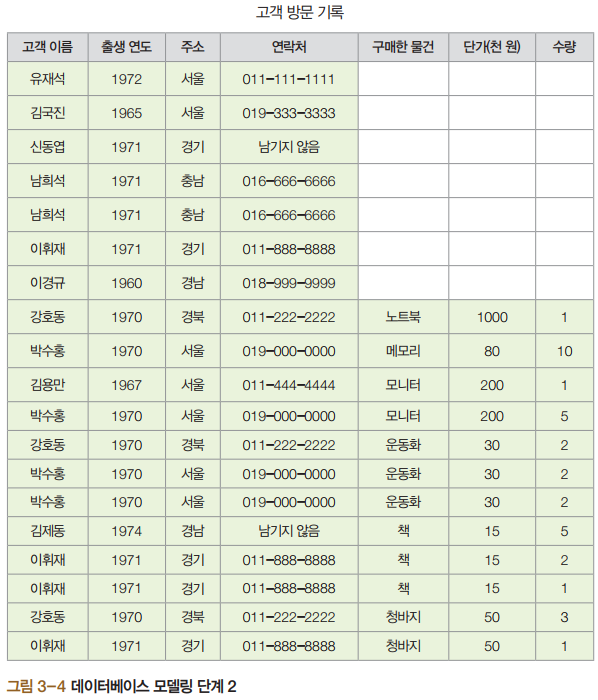 고객 방문 기록
고객 이름 출생 연도 주소 연락처 구매한 물건 단가(천 원) 수량
유재석 1972 서울 011-111-1111
김국진 1965 서울 019-333-3333
신동엽 1971 경기 남기지 않음
남희석 1971 충남 016-666-6666
남희석 1971 충남 016-666-6666
이휘재 1971 경기 011-888-8888
이경규 1960 경남 018-999-9999
강호동 1970 경북 011-222-2222 노트북 1000 1
박수홍 1970 서울 019-000-0000 메모리 80 10
김용만 1967 서울 011-444-4444 모니터 200 1
박수홍 1970 서울 019-000-0000 모니터 200 5
강호동 1970 경북 011-222-2222 운동화 30 2
박수홍 1970 서울 019-000-0000 운동화 30 2
박수홍 1970 서울 019-000-0000 운동화 30 2
김제동 1974 경남 남기지 않음 책 15 5
이휘재 1971 경기 011-888-8888 책 15 2
이휘재 1971 경기 011-888-8888 책 15 1
강호동 1970 경북 011-222-2222 청바지 50 3
이휘재 1971 경기 011-888-8888 청바지 50 1
그림 3-4 데이터베이스 모델링 단계 2